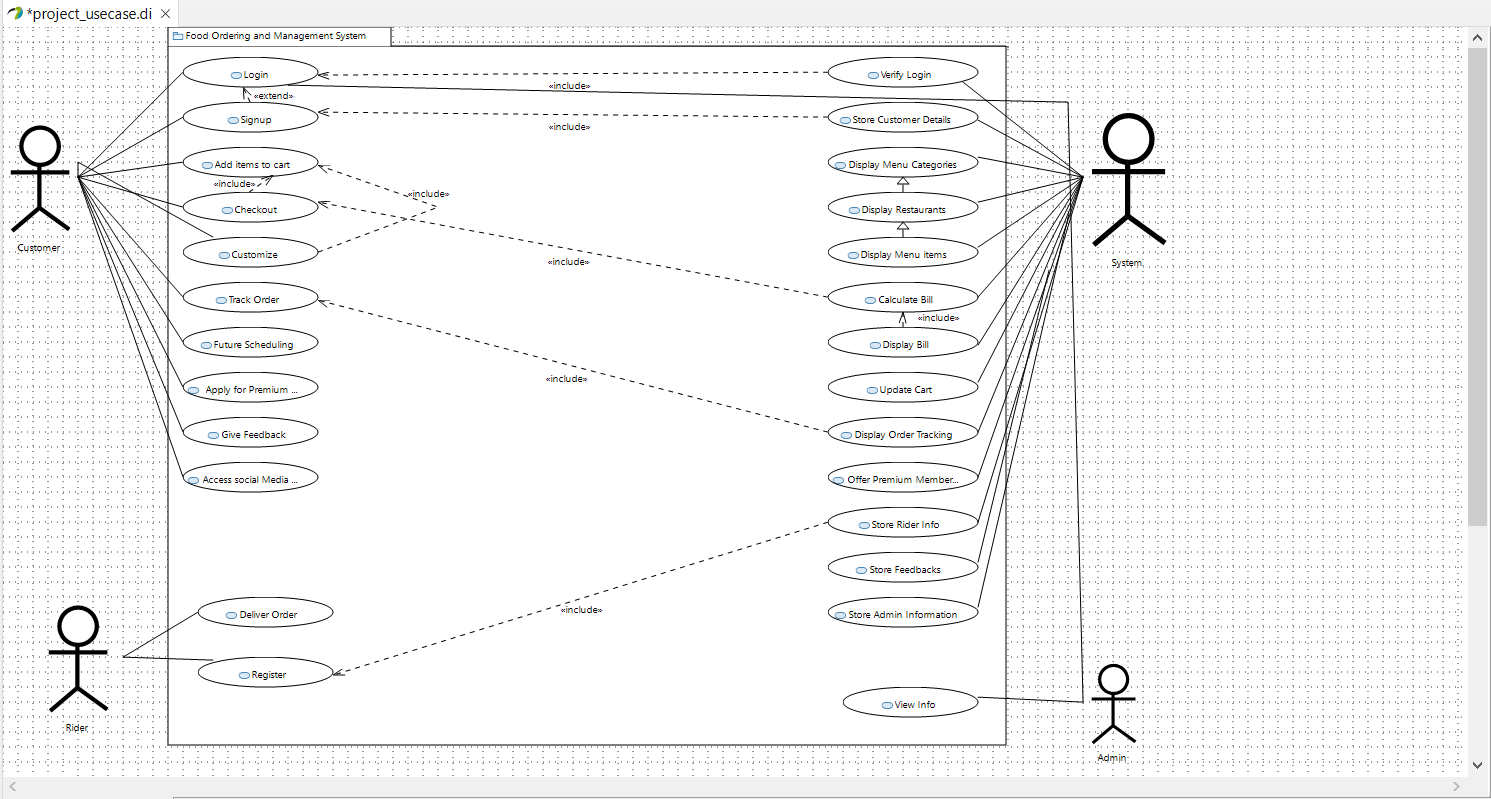 *project_usecase.di
Food Ordering and Management System
Login
Verify Login
«include»
«extend»
Signup
Store Customer Details
«include»
Add items to cart
Display Menu Categories
«include»
«include»
Checkout
Display Restaurants
Customer
Customize
Display Menu items
«include»
System
Track Order
Calculate Bill
«include»
Future Scheduling
Display Bill
«include»
Apply for Premium ...
Update Cart
Give Feedback
Display Order Tracking
Access social Media ...
Offer Premium Member...
Store Rider Info
Store Feedbacks
«include»
Deliver Order
Store Admin Information
Register
View Info
Rider
Admin